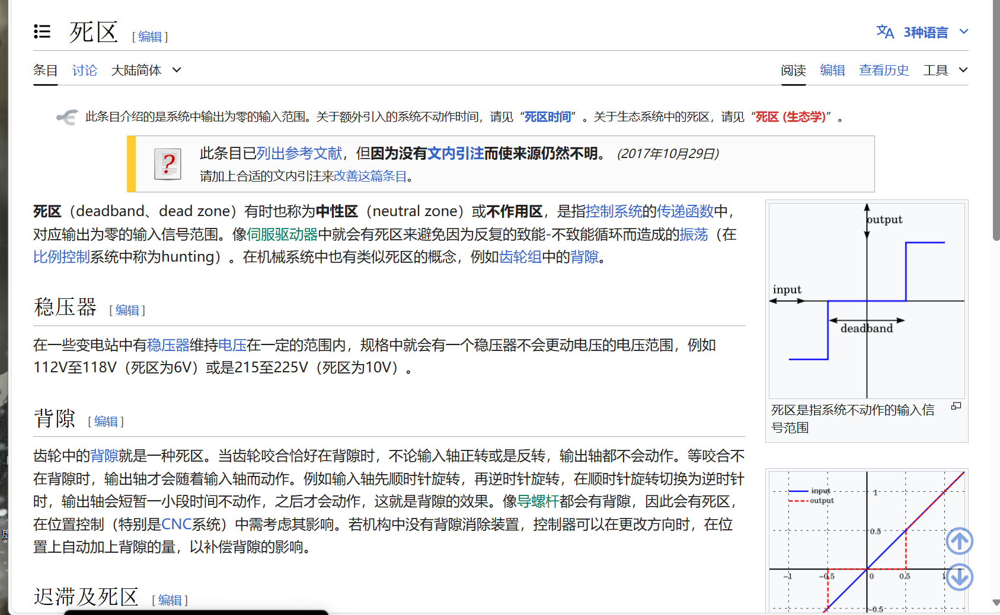 死区 [ 编辑 ]
3种语言
条目 讨论 大陆简体
阅读 编辑 查看历史 工具
此条目介绍的是系统中输出为零的输入范围。关于额外引入的系统不动作时间，请见“死区时间”。关于生态系统中的死区，请见“死区 (生态学)”。
此条目已列出参考文献，但因为没有文内引注而使来源仍然不明。 (2017年10月29日)
请加上合适的文内引注来改善这篇条目。
死区（deadband、dead zone）有时也称为中性区（neutral zone）或不作用区，是指控制系统的传递函数中，
对应输出为零的输入信号范围。像伺服驱动器中就会有死区来避免因为反复的致能-不致能循环而造成的振荡（在
比例控制系统中称为hunting）。在机械系统中也有类似死区的概念，例如齿轮组中的背隙。
稳压器 [ 编辑 ]
在一些变电站中有稳压器维持电压在一定的范围内，规格中就会有一个稳压器不会更动电压的电压范围，例如
112V至118V（死区为6V）或是215至225V（死区为10V）。
背隙 [ 编辑 ]
齿轮中的背隙就是一种死区。当齿轮咬合恰好在背隙时，不论输入轴正转或是反转，输出轴都不会动作。等咬合不
在背隙时，输出轴才会随着输入轴而动作。例如输入轴先顺时针旋转，再逆时针旋转，在顺时针旋转切换为逆时针
时，输出轴会短暂一小段时间不动作，之后才会动作，这就是背隙的效果。像导螺杆都会有背隙，因此会有死区，
在位置控制（特别是CNC系统）中需考虑其影响。若机构中没有背隙消除装置，控制器可以在更改方向时，在位
置上自动加上背隙的量，以补偿背隙的影响。
迟滞及死区 [ 编辑 ]
output
input
deadband
死区是指系统不动作的输入信
号范围
input
output
1
0.5
-1 -0.5 0 0.5 1
-0.5